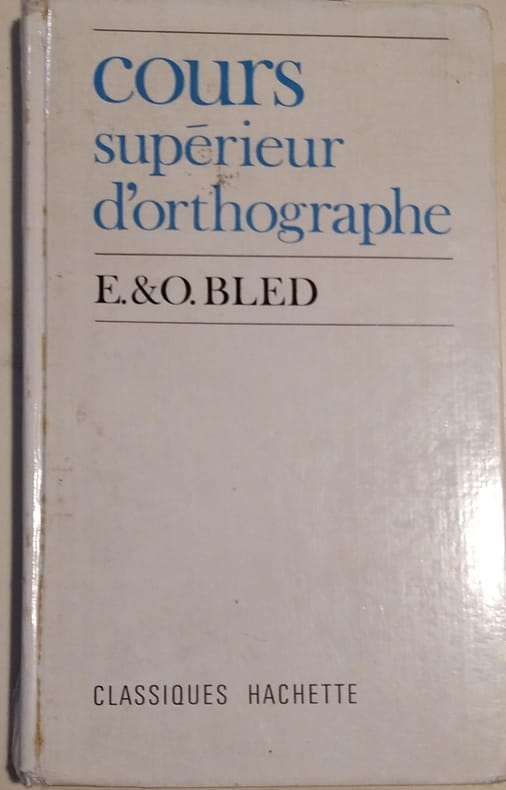 cours
supérieur
d'orthographe
E.&O. BLED
CLASSIQUES HACHETTE